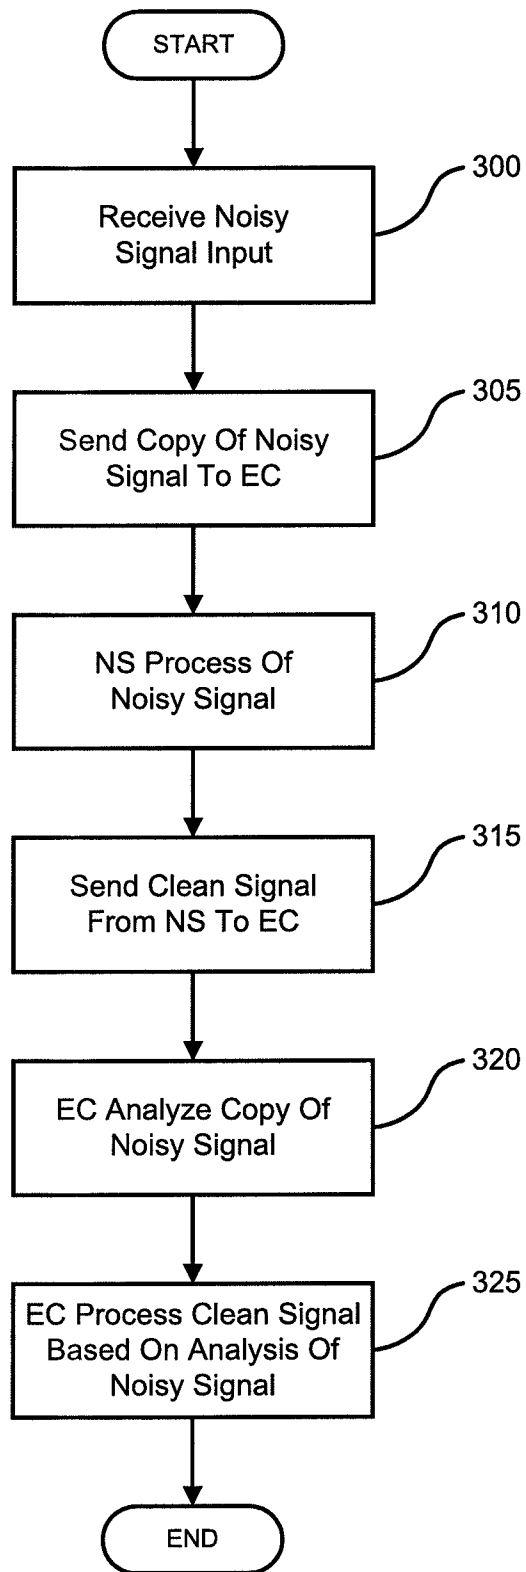 START
300
Receive Noisy
Signal Input
305
Send Copy Of Noisy
Signal To EC
310
NS Process Of
Noisy Signal
315
Send Clean Signal
From NS To EC
320
EC Analyze Copy Of
Noisy Signal
325
EC Process Clean Signal
Based On Analysis Of
Noisy Signal
END